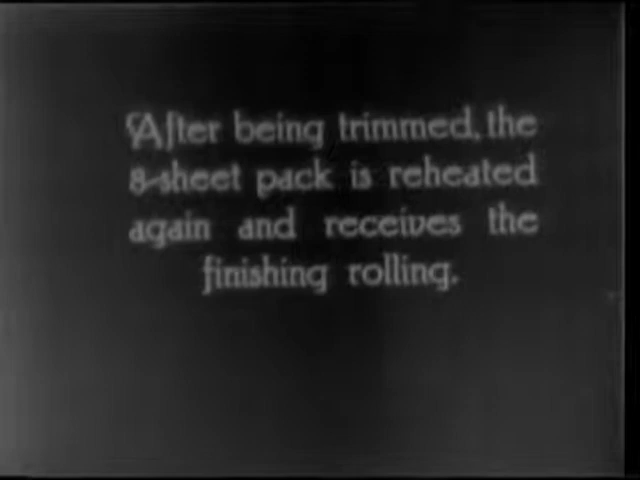 After being trimmed, the
8-sheet pack is reheated
again and receives the
finishing rolling.